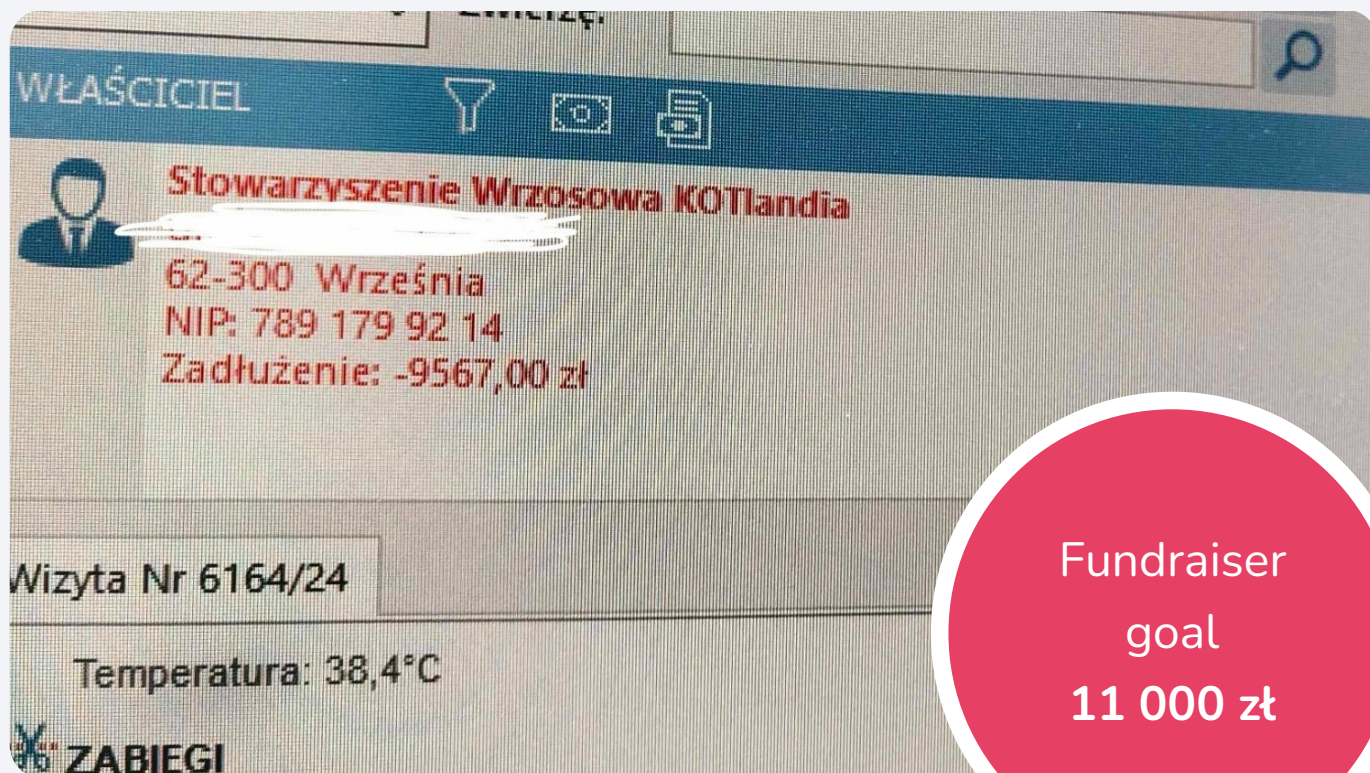 Zwierzę:
WŁAŚCICIEL
Stowarzyszenie Wrzosowa KOTlandia
62-300 Września
NIP: 789 179 92 14
Zadłużenie: -9567,00 zł
Wizyta Nr 6164/24
Temperatura: 38,4°C
ZABIEGI
Fundraiser
goal
11 000 zł